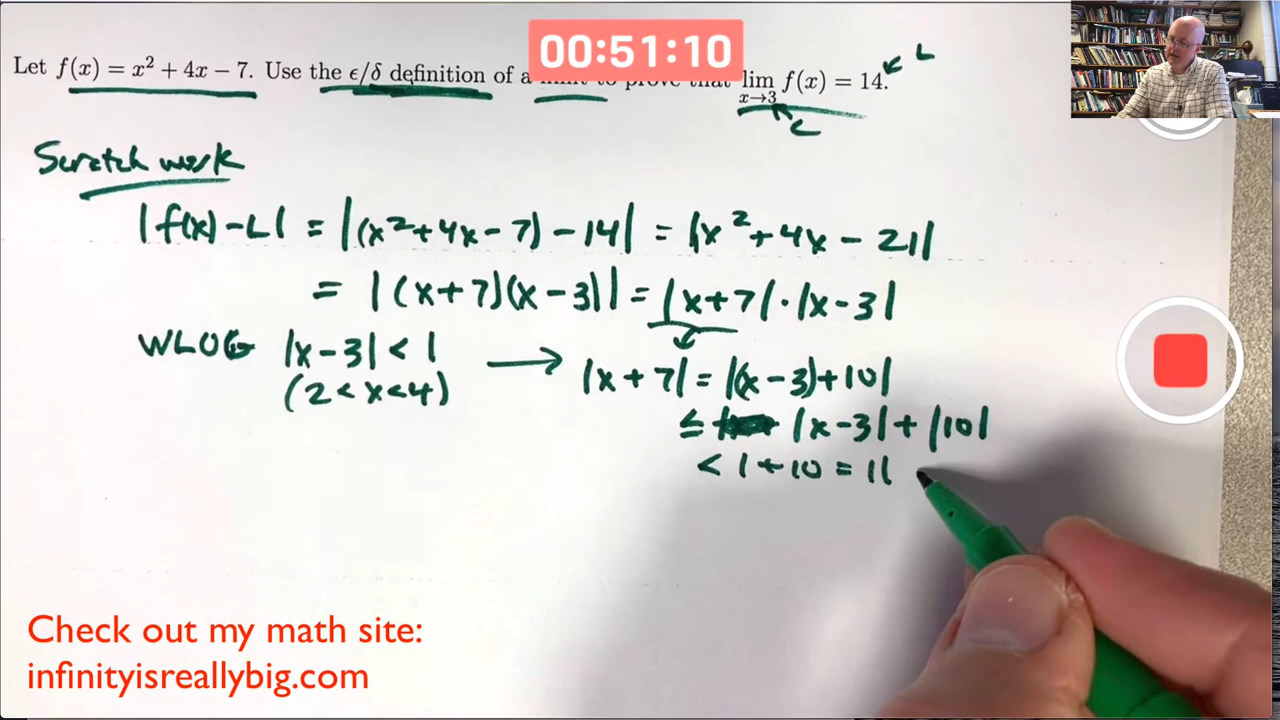 00:51:10
Let f(x) = x² + 4x − 7. Use the ϵ/δ definition of a limit to prove that lim x→3 f(x) = 14. ← L
← c
Scratch work
|f(x)-L| = |(x²+4x-7)-14| = |x²+4x-21|
= |(x+7)(x-3)| = |x+7|·|x-3|
WLOG |x-3| < 1 → |x+7| = |(x-3)+10|
(2<x<4)
≤ |x-3|+|10|
< 1+10 = 11
Check out my math site:
infinityisreallybig.com